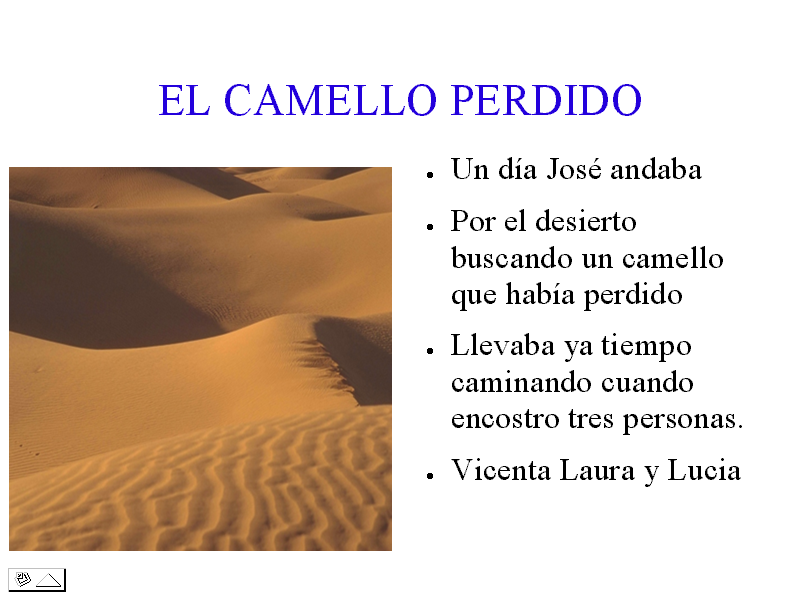 EL CAMELLO PERDIDO
Un día José andaba
Por el desierto
buscando un camello
que había perdido
Llevaba ya tiempo
caminando cuando
encostro tres personas.
Vicenta Laura y Lucia